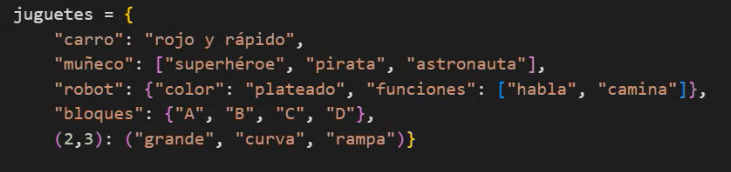 juguetes = {
"carro": "rojo y rápido",
"muñeco": ["superhéroe", "pirata", "astronauta"],
"robot": {"color": "plateado", "funciones": ["habla", "camina"]},
"bloques": {"A", "B", "C", "D"},
(2,3): ("grande", "curva", "rampa")}